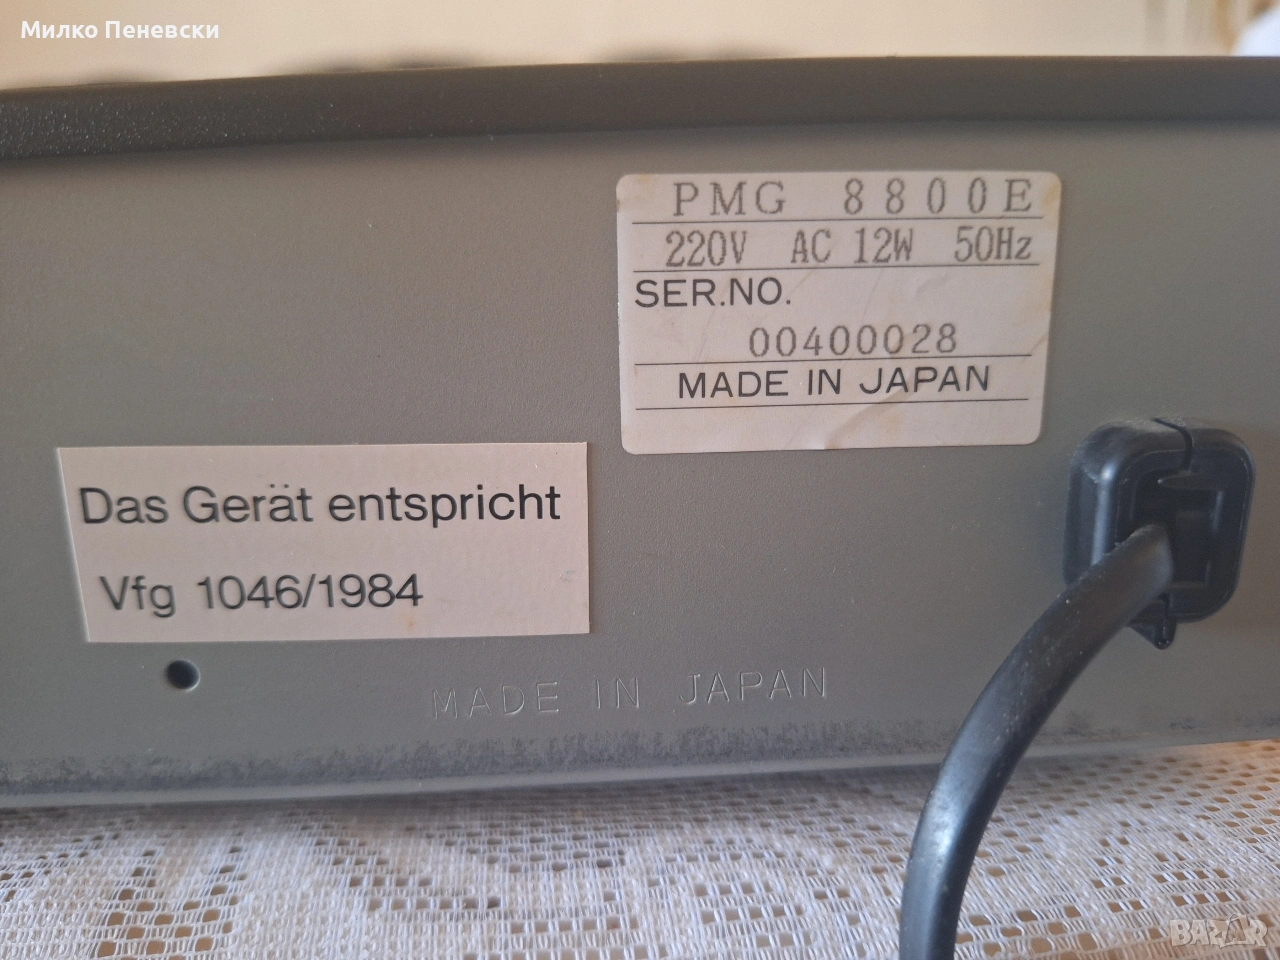 Милко Пеневски
PMG 8800E
220V AC 12W 50Hz
SER.NO.
00400028
MADE IN JAPAN
Das Gerät entspricht
Vfg 1046/1984
MADE IN JAPAN
BAZAR